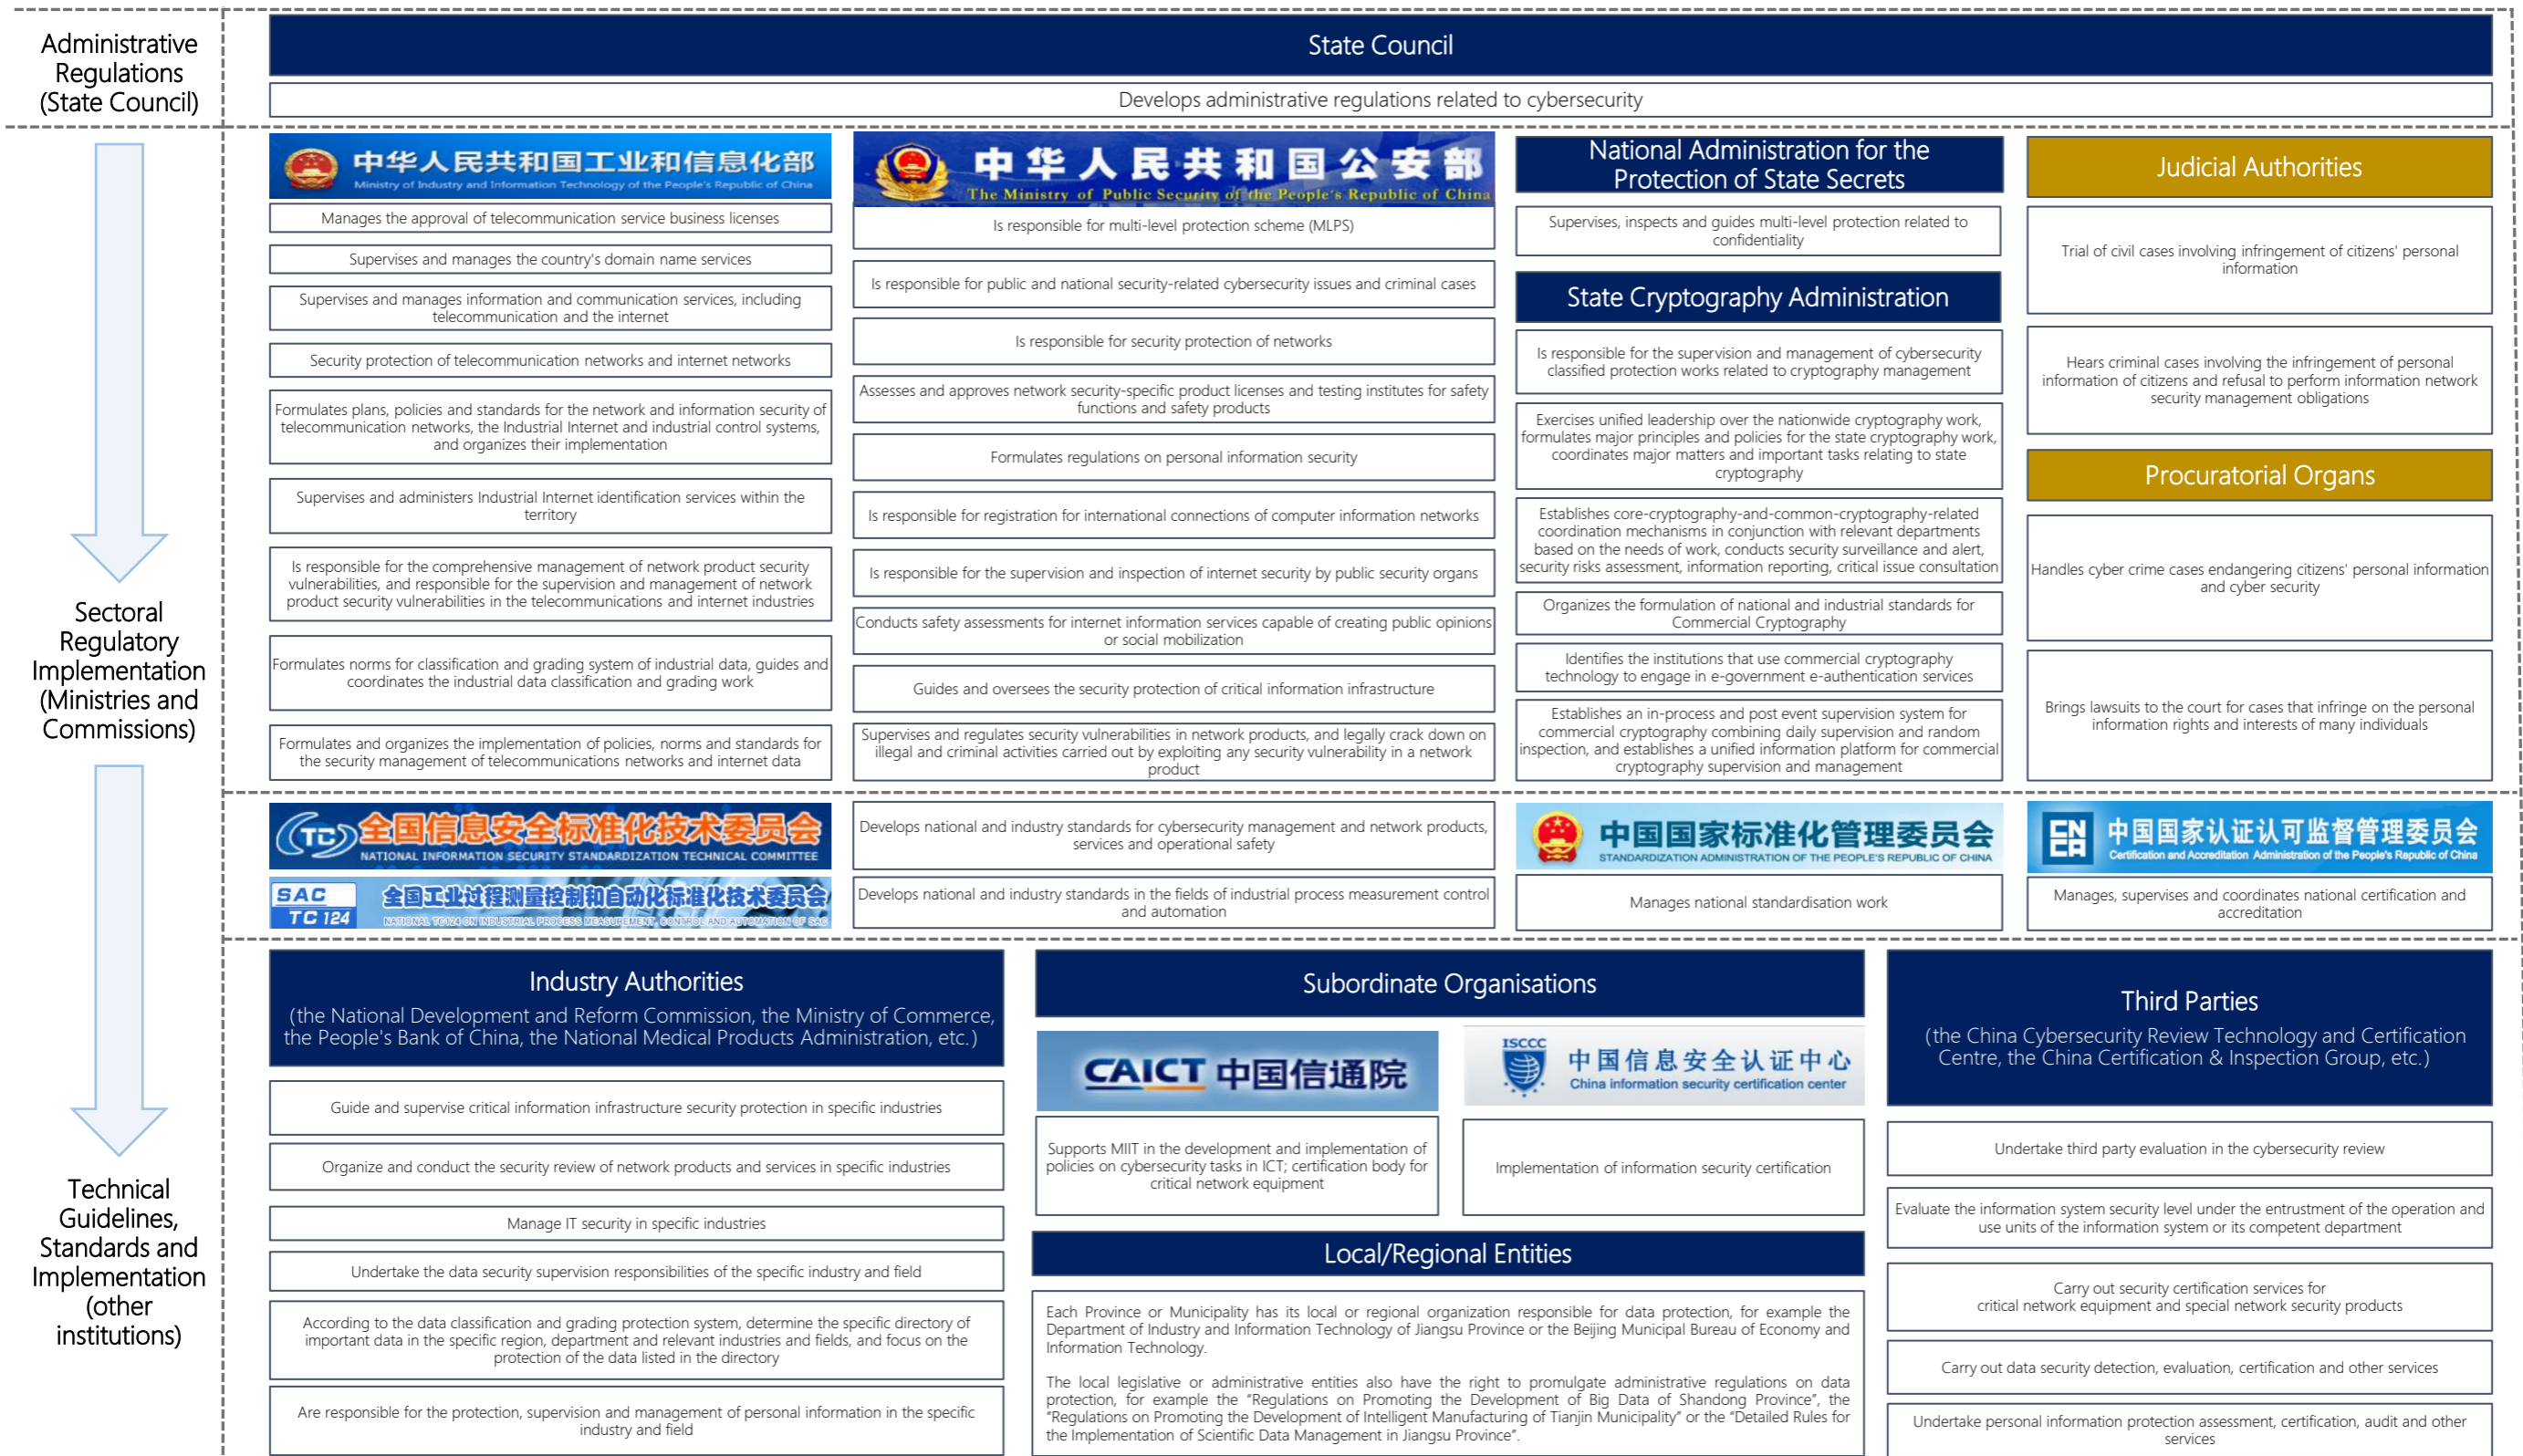 Administrative
Regulations
(State Council)
State Council
Develops administrative regulations related to cybersecurity
Sectoral
Regulatory
Implementation
(Ministries and
Commissions)
中华人民共和国工业和信息化部
Ministry of Industry and Information Technology of the People's Republic of China
Manages the approval of telecommunication service business licenses
Supervises and manages the country's domain name services
Supervises and manages information and communication services, including
telecommunication and the internet
Security protection of telecommunication networks and internet networks
Formulates plans, policies and standards for the network and information security of
telecommunication networks, the Industrial Internet and industrial control systems,
and organizes their implementation
Supervises and administers Industrial Internet identification services within the
territory
Is responsible for the comprehensive management of network product security
vulnerabilities, and responsible for the supervision and management of network
product security vulnerabilities in the telecommunications and internet industries
Formulates norms for classification and grading system of industrial data, guides and
coordinates the industrial data classification and grading work
Formulates and organizes the implementation of policies, norms and standards for
the security management of telecommunications networks and internet data
中华人民共和国公安部
The Ministry of Public Security of the People's Republic of China
Is responsible for multi-level protection scheme (MLPS)
Is responsible for public and national security-related cybersecurity issues and criminal cases
Is responsible for security protection of networks
Assesses and approves network security-specific product licenses and testing institutes for safety
functions and safety products
Formulates regulations on personal information security
Is responsible for registration for international connections of computer information networks
Is responsible for the supervision and inspection of internet security by public security organs
Conducts safety assessments for internet information services capable of creating public opinions
or social mobilization
Guides and oversees the security protection of critical information infrastructure
Supervises and regulates security vulnerabilities in network products, and legally crack down on
illegal and criminal activities carried out by exploiting any security vulnerability in a network
product
National Administration for the
Protection of State Secrets
Supervises, inspects and guides multi-level protection related to
confidentiality
State Cryptography Administration
Is responsible for the supervision and management of cybersecurity
classified protection works related to cryptography management
Exercises unified leadership over the nationwide cryptography work,
formulates major principles and policies for the state cryptography work,
coordinates major matters and important tasks relating to state
cryptography
Establishes core-cryptography-and-common-cryptography-related
coordination mechanisms in conjunction with relevant departments
based on the needs of work, conducts security surveillance and alert,
security risks assessment, information reporting, critical issue consultation
Organizes the formulation of national and industrial standards for
Commercial Cryptography
Identifies the institutions that use commercial cryptography
technology to engage in e-government e-authentication services
Establishes an in-process and post event supervision system for
commercial cryptography combining daily supervision and random
inspection, and establishes a unified information platform for commercial
cryptography supervision and management
Judicial Authorities
Trial of civil cases involving infringement of citizens' personal
information
Hears criminal cases involving the infringement of personal
information of citizens and refusal to perform information network
security management obligations
Procuratorial Organs
Handles cyber crime cases endangering citizens' personal information
and cyber security
Brings lawsuits to the court for cases that infringe on the personal
information rights and interests of many individuals
Technical
Guidelines,
Standards and
Implementation
(other
institutions)
TC 全国信息安全标准化技术委员会
NATIONAL INFORMATION SECURITY STANDARDIZATION TECHNICAL COMMITTEE
Develops national and industry standards for cybersecurity management and network products,
services and operational safety
SAC
TC 124
全国工业过程测量控制和自动化标准化技术委员会
NATIONAL TC124 ON INDUSTRIAL PROCESS MEASUREMENT, CONTROL AND AUTOMATION OF SAC
Develops national and industry standards in the fields of industrial process measurement control
and automation
中国国家标准化管理委员会
STANDARDIZATION ADMINISTRATION OF THE PEOPLE'S REPUBLIC OF CHINA
Manages national standardisation work
CNCA
中国国家认证认可监督管理委员会
Certification and Accreditation Administration of the People's Republic of China
Manages, supervises and coordinates national certification and
accreditation
Industry Authorities
(the National Development and Reform Commission, the Ministry of Commerce,
the People's Bank of China, the National Medical Products Administration, etc.)
Guide and supervise critical information infrastructure security protection in specific industries
Organize and conduct the security review of network products and services in specific industries
Manage IT security in specific industries
Undertake the data security supervision responsibilities of the specific industry and field
According to the data classification and grading protection system, determine the specific directory of
important data in the specific region, department and relevant industries and fields, and focus on the
protection of the data listed in the directory
Are responsible for the protection, supervision and management of personal information in the specific
industry and field
Subordinate Organisations
CAICT 中国信通院
Supports MIIT in the development and implementation of
policies on cybersecurity tasks in ICT; certification body for
critical network equipment
ISCCC
中国信息安全认证中心
China information security certification center
Implementation of information security certification
Local/Regional Entities
Each Province or Municipality has its local or regional organization responsible for data protection, for example the
Department of Industry and Information Technology of Jiangsu Province or the Beijing Municipal Bureau of Economy and
Information Technology.
The local legislative or administrative entities also have the right to promulgate administrative regulations on data
protection, for example the "Regulations on Promoting the Development of Big Data of Shandong Province", the
"Regulations on Promoting the Development of Intelligent Manufacturing of Tianjin Municipality" or the "Detailed Rules for
the Implementation of Scientific Data Management in Jiangsu Province".
Third Parties
(the China Cybersecurity Review Technology and Certification
Centre, the China Certification & Inspection Group, etc.)
Undertake third party evaluation in the cybersecurity review
Evaluate the information system security level under the entrustment of the operation and
use units of the information system or its competent department
Carry out security certification services for
critical network equipment and special network security products
Carry out data security detection, evaluation, certification and other services
Undertake personal information protection assessment, certification, audit and other
services